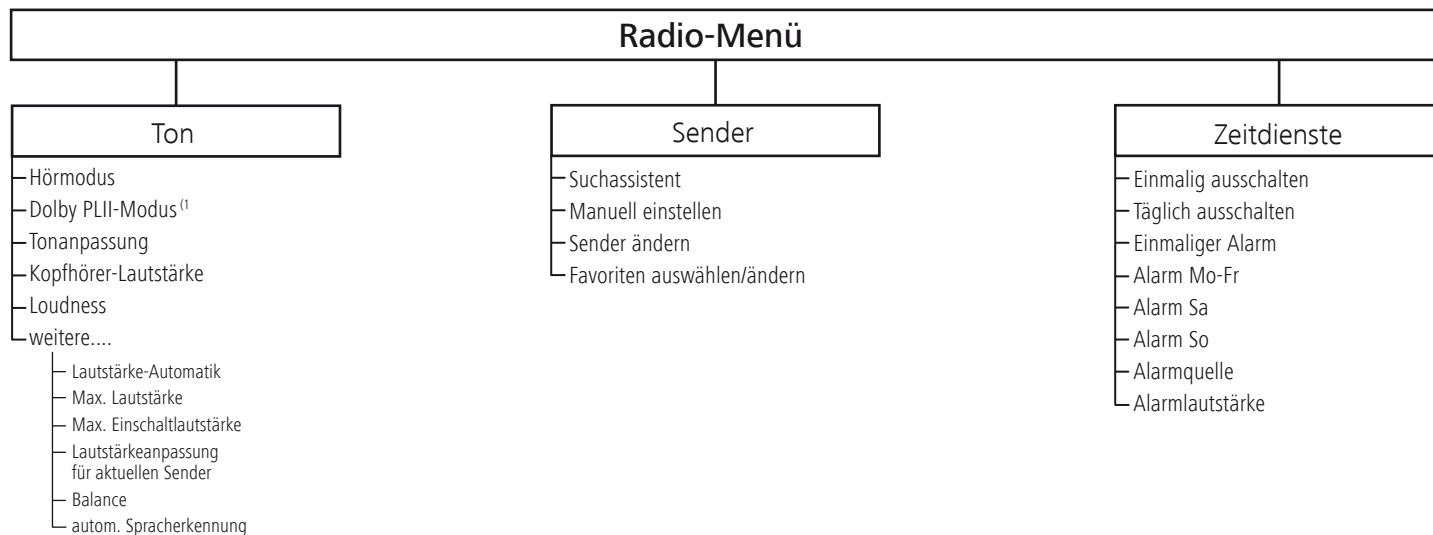 Radio-Menü
Ton
Hörmodus
Dolby PLII-Modus (1
Tonanpassung
Kopfhörer-Lautstärke
Loudness
weitere....
Lautstärke-Automatik
Max. Lautstärke
Max. Einschaltlautstärke
Lautstärkeanpassung
für aktuellen Sender
Balance
autom. Spracherkennung
Sender
Suchassistent
Manuell einstellen
Sender ändern
Favoriten auswählen/ändern
Zeitdienste
Einmalig ausschalten
Täglich ausschalten
Einmaliger Alarm
Alarm Mo-Fr
Alarm Sa
Alarm So
Alarmquelle
Alarmlautstärke